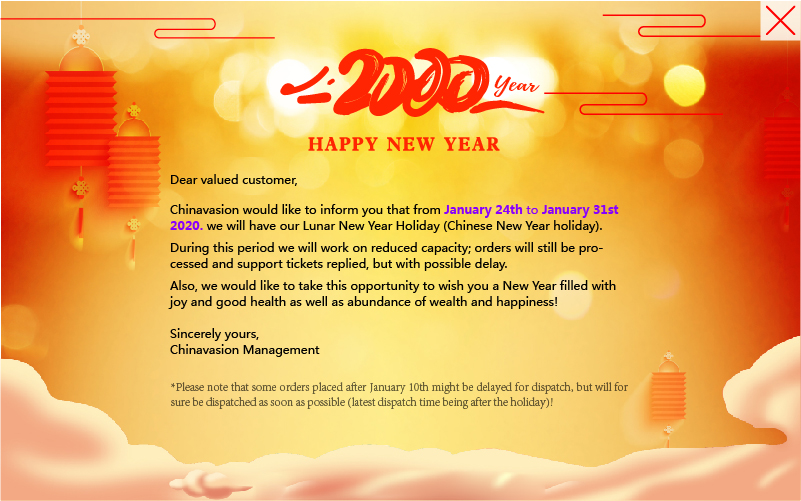 2000 Year
HAPPY NEW YEAR
Dear valued customer,
Chinavasion would like to inform you that from January 24th to January 31st
2020. we will have our Lunar New Year Holiday (Chinese New Year holiday).
During this period we will work on reduced capacity; orders will still be pro-
cessed and support tickets replied, but with possible delay.
Also, we would like to take this opportunity to wish you a New Year filled with
joy and good health as well as abundance of wealth and happiness!
Sincerely yours,
Chinavasion Management
*Please note that some orders placed after January 10th might be delayed for dispatch, but will for
sure be dispatched as soon as possible (latest dispatch time being after the holiday)!